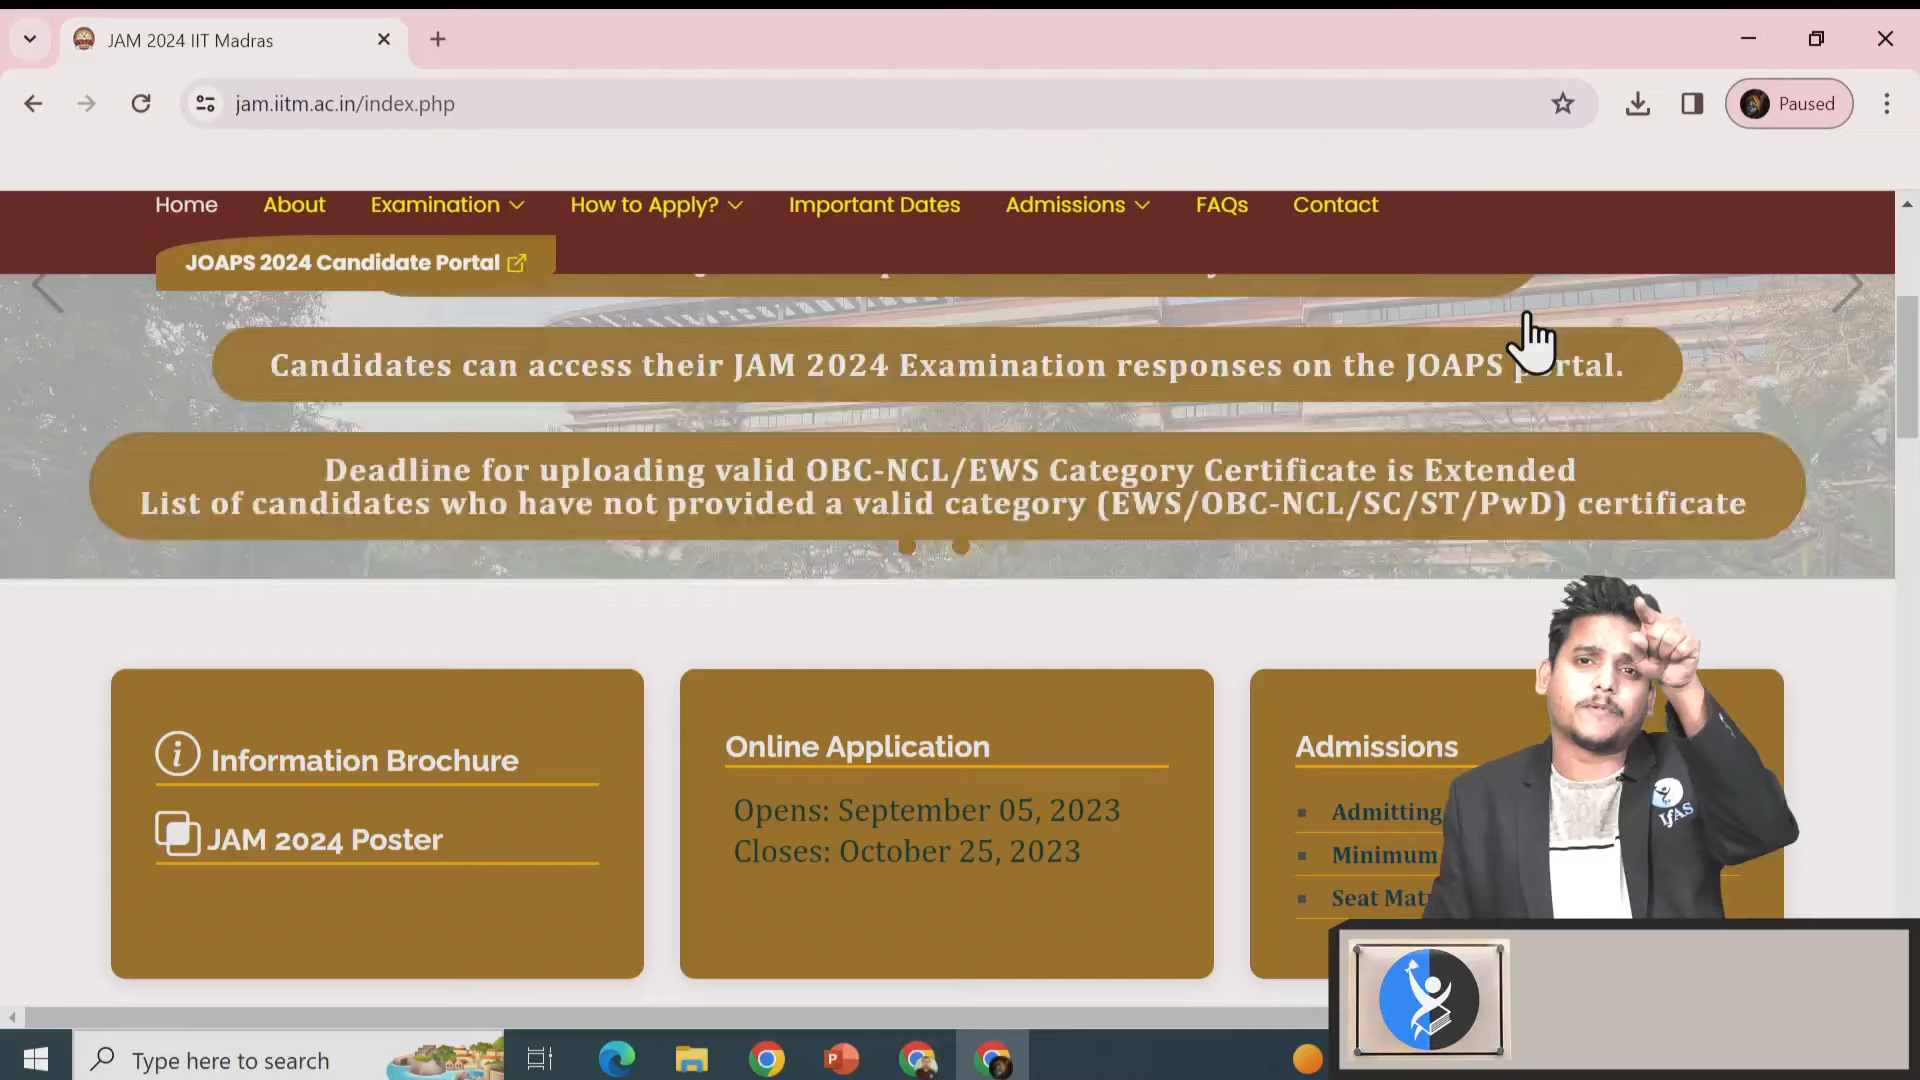 JAM 2024 IIT Madras
jam.iitm.ac.in/index.php
Paused
Home About Examination How to Apply? Important Dates Admissions FAQs Contact
JOAPS 2024 Candidate Portal
Candidates can access their JAM 2024 Examination responses on the JOAPS portal.
Deadline for uploading valid OBC-NCL/EWS Category Certificate is Extended
List of candidates who have not provided a valid category (EWS/OBC-NCL/SC/ST/PwD) certificate
Information Brochure
JAM 2024 Poster
Online Application
Opens: September 05, 2023
Closes: October 25, 2023
Admissions
Admitting
Minimum
Seat
IfAS
Type here to search